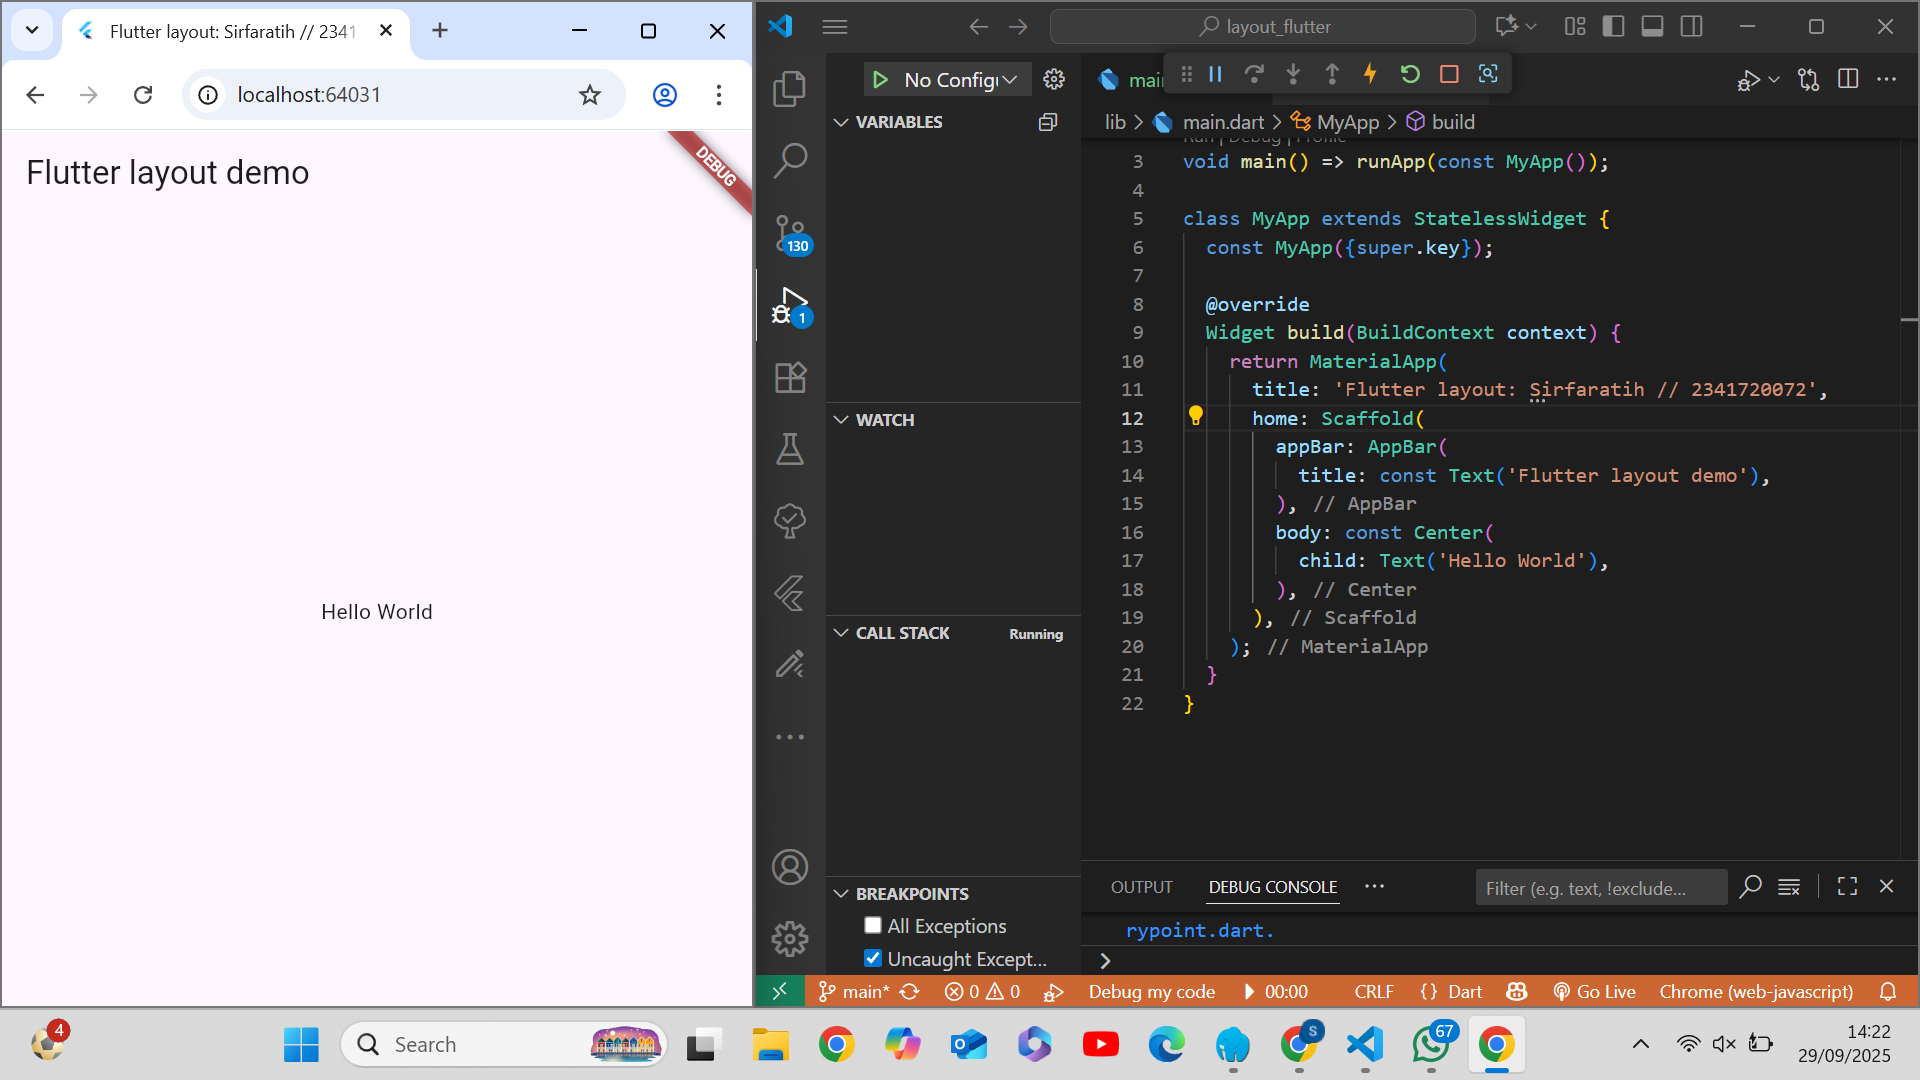 Flutter layout: Sirfaratih // 2341
localhost:64031
Flutter layout demo
DEBUG
Hello World
layout_flutter
No Config
VARIABLES
WATCH
CALL STACK
Running
BREAKPOINTS
All Exceptions
Uncaught Except...
130
1
main
lib > main.dart > MyApp > build
Run | Debug | Profile
3 void main() => runApp(const MyApp());
4
5 class MyApp extends StatelessWidget {
6 const MyApp({super.key});
7
8 @override
9 Widget build(BuildContext context) {
10 return MaterialApp(
11 title: 'Flutter layout: Sirfaratih // 2341720072',
12 home: Scaffold(
13 appBar: AppBar(
14 title: const Text('Flutter layout demo'),
15 ), // AppBar
16 body: const Center(
17 child: Text('Hello World'),
18 ), // Center
19 ), // Scaffold
20 ); // MaterialApp
21 }
22 }
OUTPUT
DEBUG CONSOLE
Filter (e.g. text, !exclude...
rypoint.dart.
main* 0 0 Debug my code 00:00 CRLF {} Dart Go Live Chrome (web-javascript)
4
Search
S
67
14:22
29/09/2025